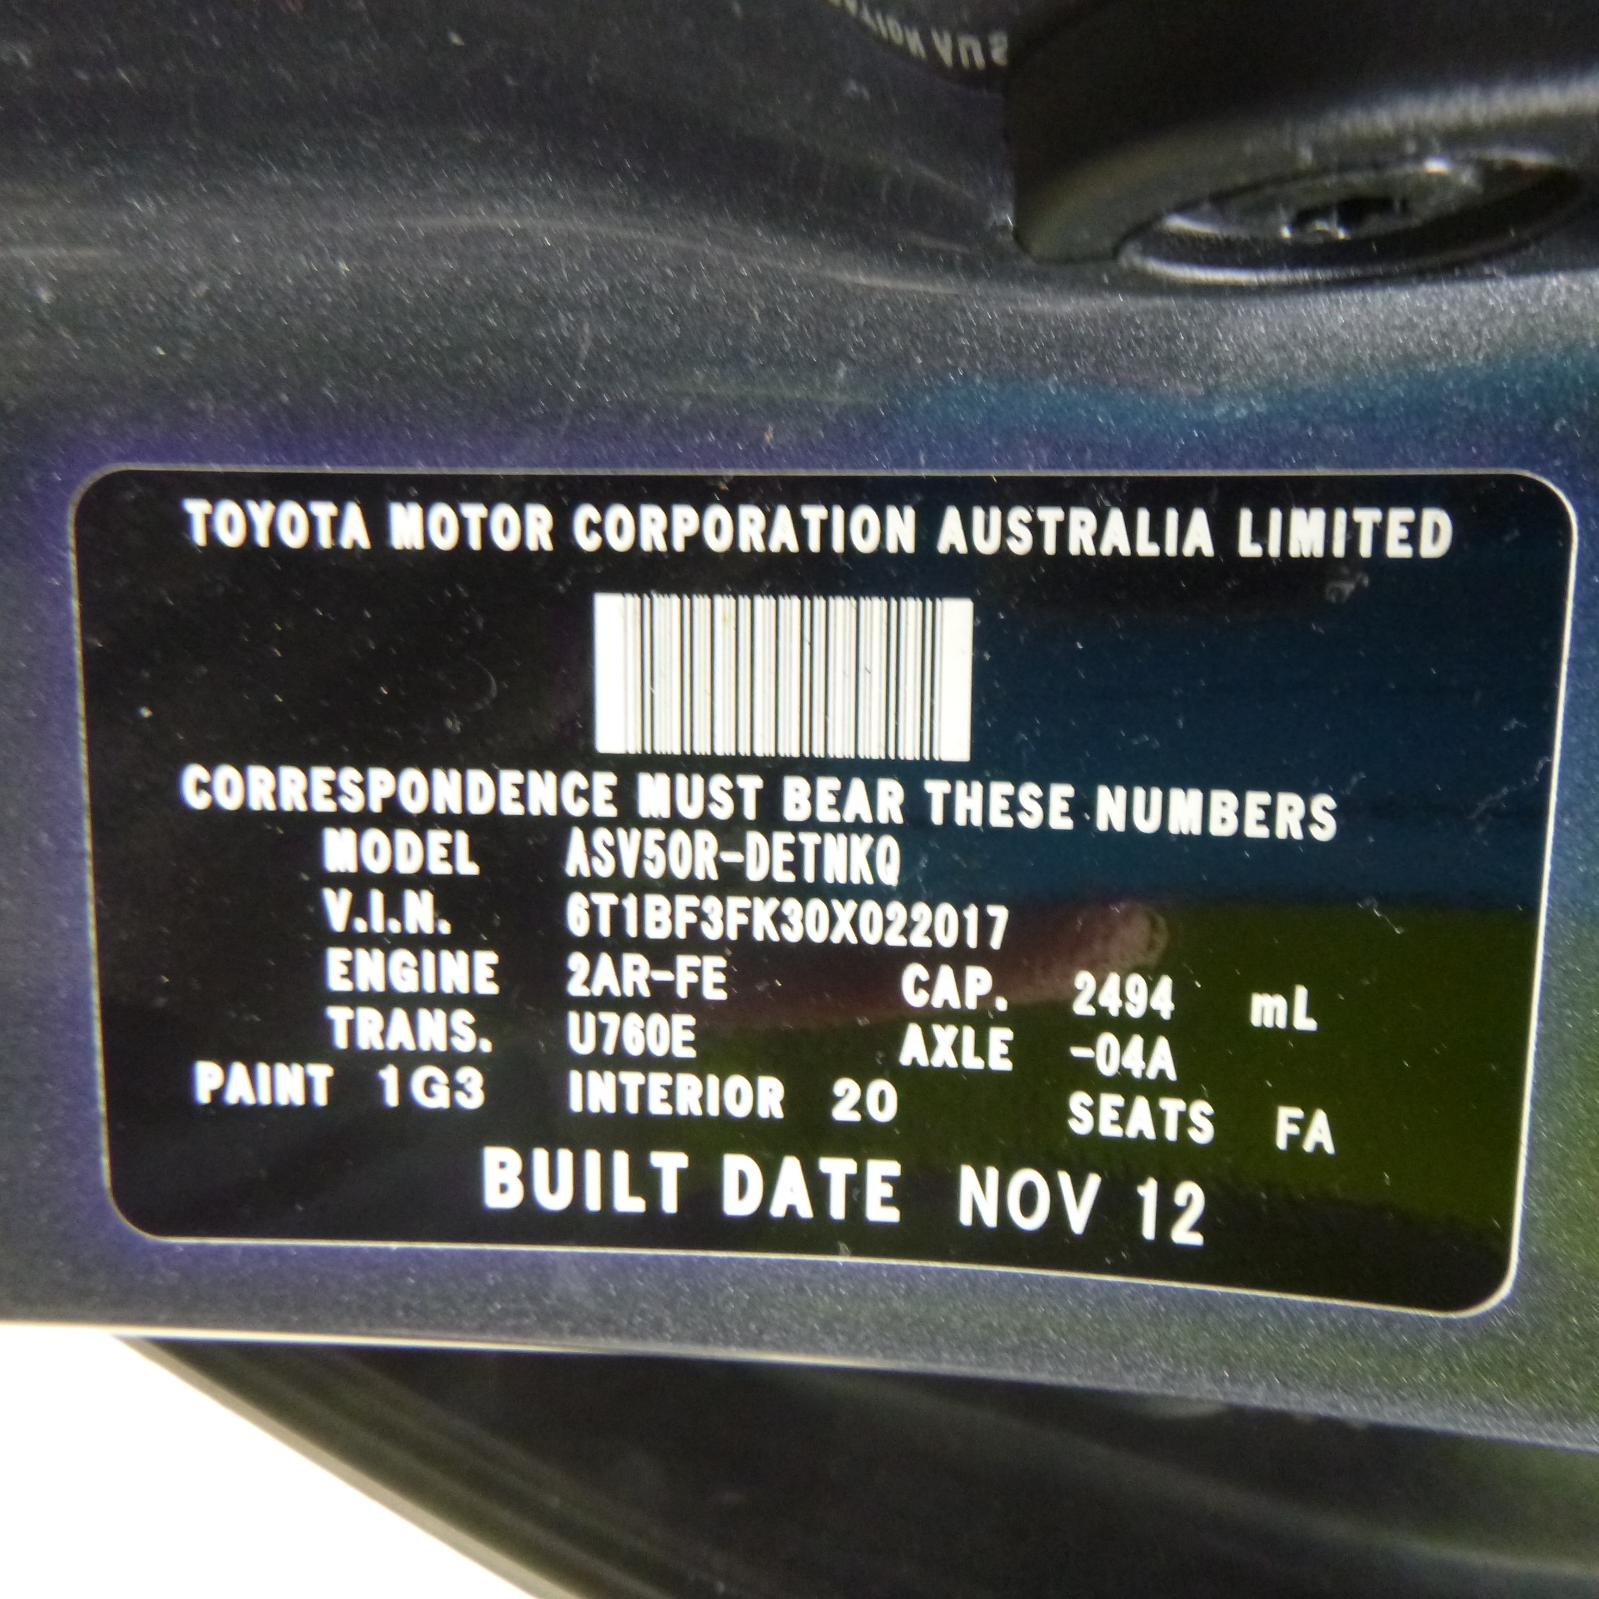 TOYOTA MOTOR CORPORATION AUSTRALIA LIMITED
CORRESPONDENCE MUST BEAR THESE NUMBERS
MODEL ASV50R-DETNKQ
V.I.N. 6T1BF3FK30X022017
ENGINE 2AR-FE CAP. 2494 mL
TRANS. U760E AXLE -04A
PAINT 1G3 INTERIOR 20 SEATS FA
BUILT DATE NOV 12